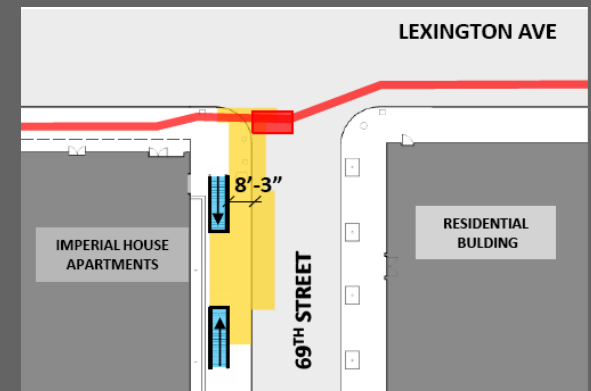 LEXINGTON AVE
8’-3”
IMPERIAL HOUSE
APARTMENTS
69TH STREET
RESIDENTIAL
BULDING